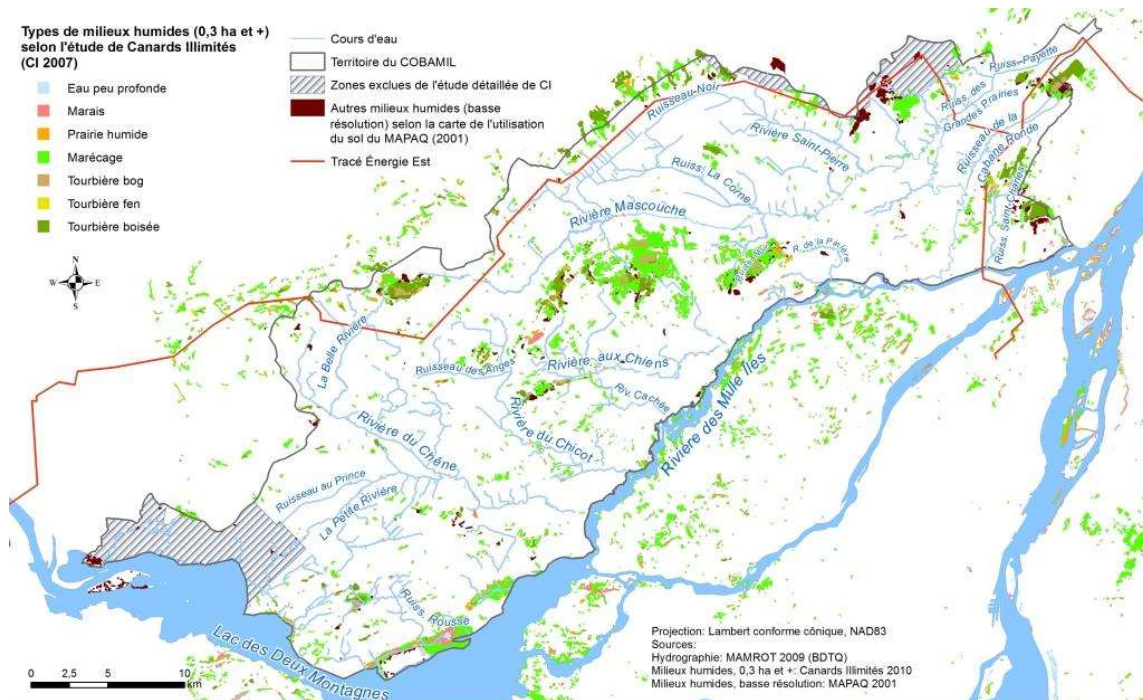 Types de milieux humides (0,3 ha et +)
selon l'étude de Canards Illimités
(CI 2007)
Eau peu profonde
Marais
Prairie humide
Marécage
Tourbière bog
Tourbière fen
Tourbière boisée
Cours d'eau
Territoire du COBAMIL
Zones exclues de l'étude détaillée de CI
Autres milieux humides (basse
résolution) selon la carte de l'utilisation
du sol du MAPAQ (2001)
Tracé Énergie Est
N
W
E
S
Ruisseau Noir
Rivière Saint-Pierre
Ruiss. La Corne
Rivière Mascouche
Ruiss. Payette
Ruiss. des
Grandes Prairies
Ruisseau de la
Cabane Ronde
Ruiss. Saint-Charles
R. de la Pinière
La Belle Rivière
Ruisseau des Anges
Rivière aux Chiens
Riv. Cachée
Rivière du Chicot
Rivière des Mille Îles
Rivière du Chêne
Ruisseau au Prince
La Petite Rivière
Ruiss. Rousse
Lac des Deux Montagnes
0 2,5 5 10
km
Projection: Lambert conforme cônique, NAD83
Sources:
Hydrographie: MAMROT 2009 (BDTQ)
Milieux humides, 0,3 ha et +: Canards Illimités 2010
Milieux humides, basse résolution: MAPAQ 2001